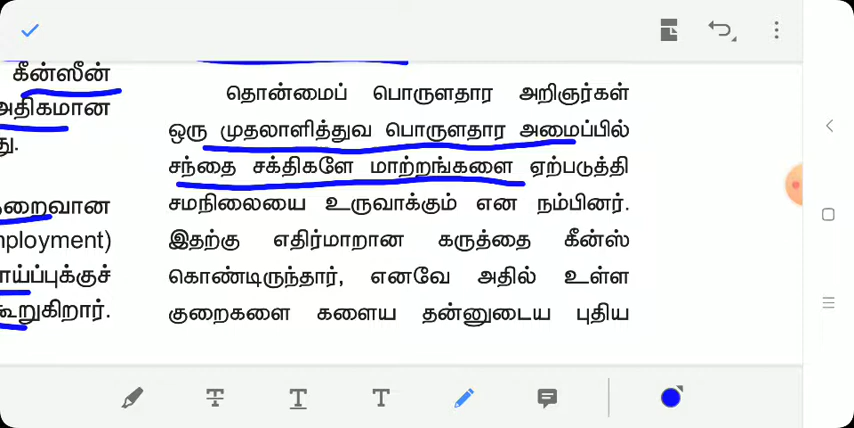 கீன்ஸீன்
அதிகமான
து.
mployment)
கூறுகிறார்.
தொன்மைப் பொருளதார அறிஞர்கள்
ஒரு முதலாளித்துவ பொருளதார அமைப்பில்
சந்தை சக்திகளே மாற்றங்களை ஏற்படுத்தி
சமநிலையை உருவாக்கும் என நம்பினர்.
இதற்கு எதிர்மாறான கருத்தை கீன்ஸ்
கொண்டிருந்தார், எனவே அதில் உள்ள
குறைகளை களைய தன்னுடைய புதிய